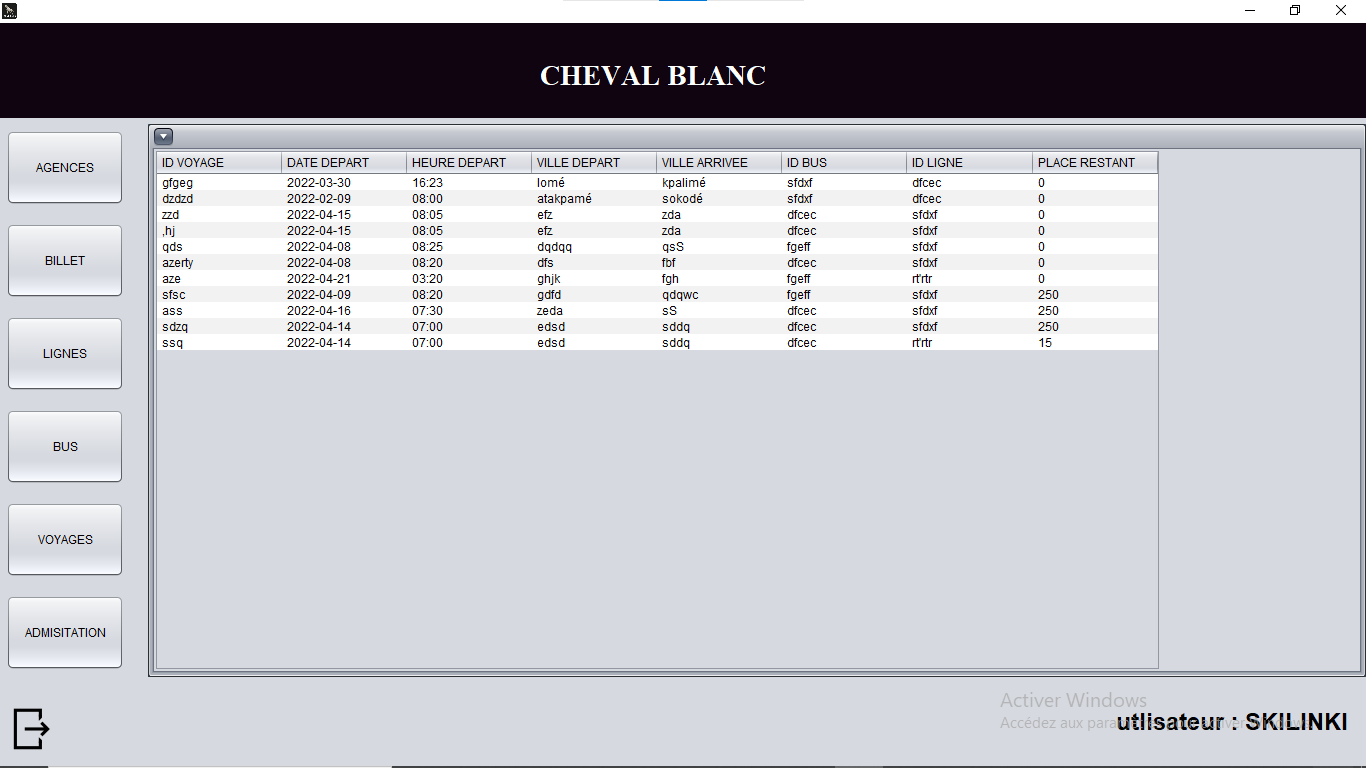 CHEVAL BLANC
AGENCES
BILLET
LIGNES
BUS
VOYAGES
ADMISITATION
ID VOYAGE DATE DEPART HEURE DEPART VILLE DEPART VILLE ARRIVEE ID BUS ID LIGNE PLACE RESTANT
gfgeg 2022-03-30 16:23 lomé kpalimé sfdxf dfcec 0
dzdzd 2022-02-09 08:00 atakpamé sokodé sfdxf dfcec 0
zzd 2022-04-15 08:05 efz zda dfcec sfdxf 0
,hj 2022-04-15 08:05 efz zda dfcec sfdxf 0
qds 2022-04-08 08:25 dqdqq qsS fgeff sfdxf 0
azerty 2022-04-08 08:20 dfs fbf dfcec sfdxf 0
aze 2022-04-21 03:20 ghjk fgh fgeff rt'rtr 0
sfsc 2022-04-09 08:20 gdfd qdqwc fgeff sfdxf 250
ass 2022-04-16 07:30 zeda sS dfcec sfdxf 250
sdzq 2022-04-14 07:00 edsd sddq dfcec sfdxf 250
ssq 2022-04-14 07:00 edsd sddq dfcec rt'rtr 15
Activer Windows
Accédez aux
utlisateur : SKILINKI